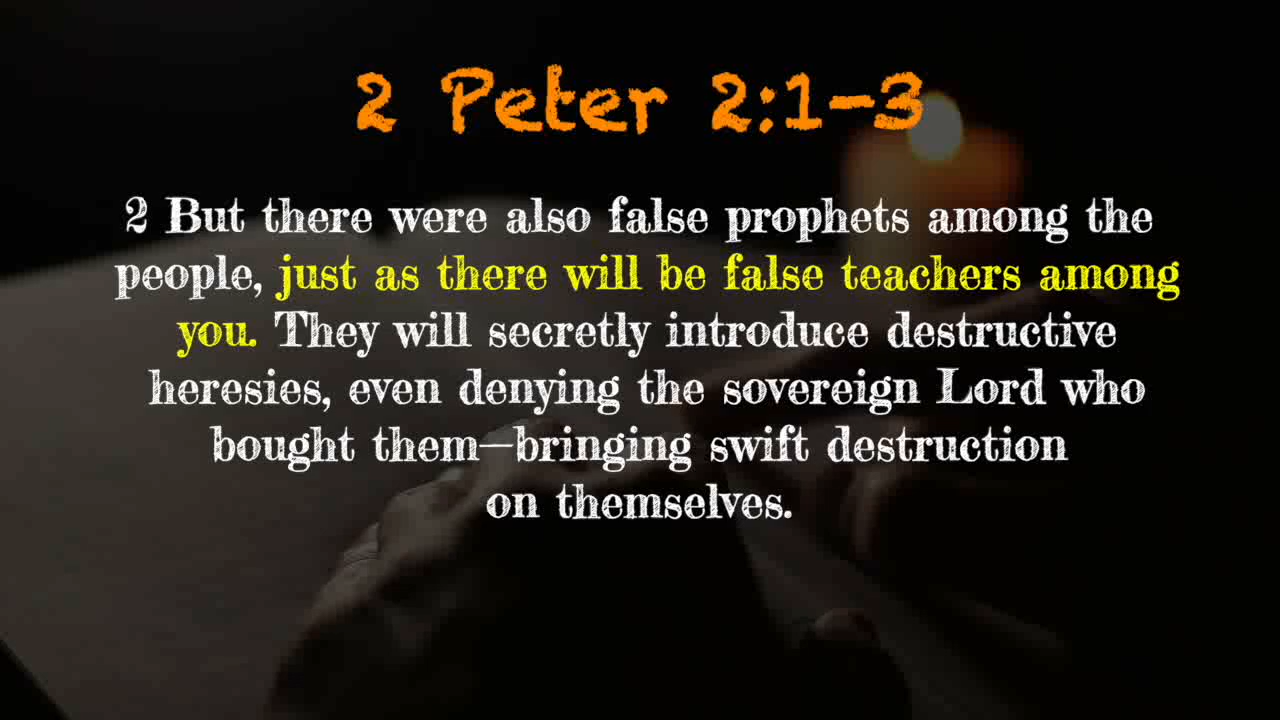 2 Peter 2:1-3
2 But there were also false prophets among the
people, just as there will be false teachers among
you. They will secretly introduce destructive
heresies, even denying the sovereign Lord who
bought them—bringing swift destruction
on themselves.